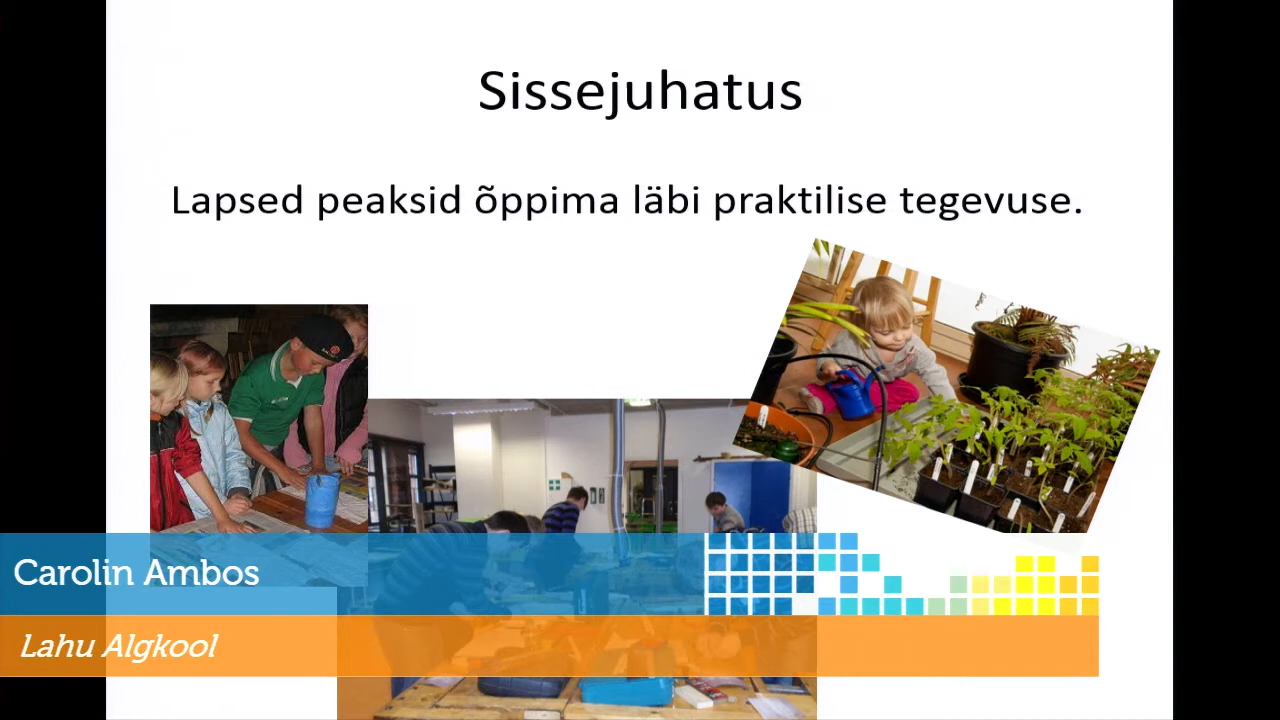 Sissejuhatus
Lapsed peaksid õppima läbi praktilise tegevuse.
Carolin Ambos
Lahu Algkool